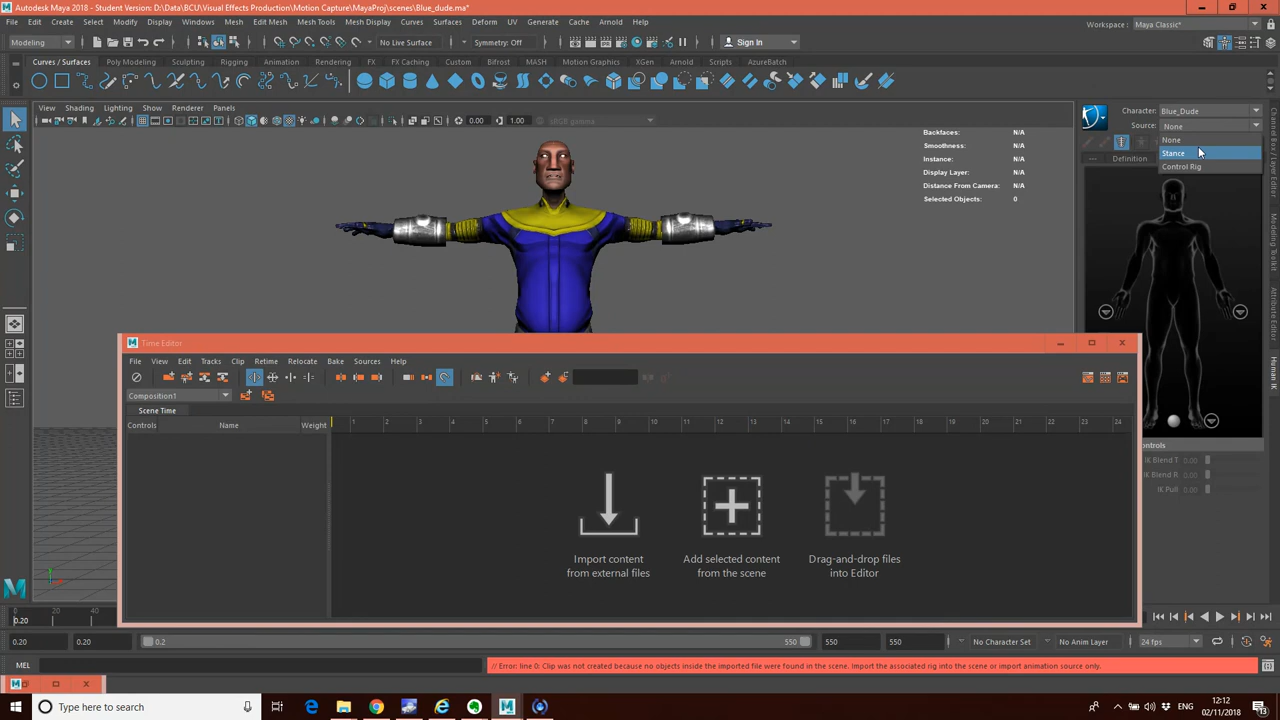 Autodesk Maya 2018 - Student Version: D:\Data\BCU\Visual Effects Production\Motion Capture\MayaProj\scenes\Blue_dude.ma*
File Edit Create Select Modify Display Windows Mesh Edit Mesh Mesh Tools Mesh Display Curves Surfaces Deform UV Generate Cache Arnold Help
Workspace : Maya Classic*
Modeling No Live Surface Symmetry: Off Sign In
Curves / Surfaces Poly Modeling Sculpting Rigging Animation Rendering FX FX Caching Custom Bifrost MASH Motion Graphics XGen Arnold Scripts AzureBatch
View Shading Lighting Show Renderer Panels
0.00 1.00 sRGB gamma
Backfaces: N/A
Smoothness: N/A
Instance: N/A
Display Layer: N/A
Distance From Camera: N/A
Selected Objects: 0
Character: Blue_Dude
Source: None
None
Stance
Control Rig
--- Definition
Channel Box / Layer Editor
Modeling Toolkit
Human IK
Controls
IK Blend T 0.00
IK Blend R 0.00
IK Pull 0.00
Time Editor
File View Edit Tracks Clip Retime Relocate Bake Sources Help
Composition1
Scene Time
Controls Name Weight
1 2 3 4 5 6 7 8 9 10 11 12 13 14 15 16 17 18 19 20 21 22 23 24
Import content
from external files
Add selected content
from the scene
Drag-and-drop files
into Editor
0 20 40
0.20
0.20 0.20 0.2 550 550 550 No Character Set No Anim Layer 24 fps
MEL // Error: line 0: Clip was not created because no objects inside the imported file were found in the scene. Import the associated rig into the scene or import animation source only.
Type here to search
ENG
12:12
02/11/2018